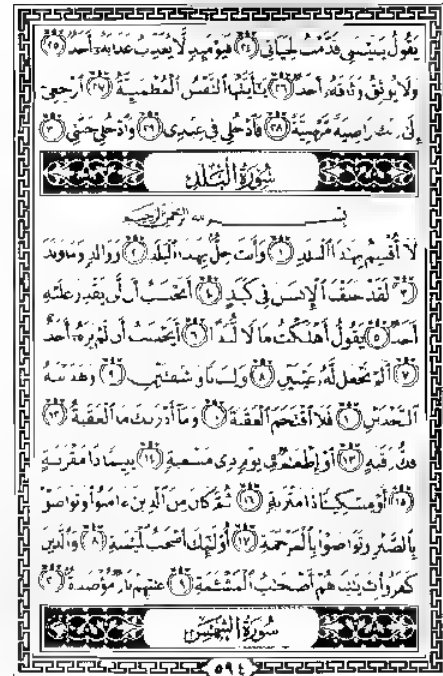 يَقُولُ يَٰلَيْتَنِى قَدَّمْتُ لِحَيَاتِى ٢٤ فَيَوْمَئِذٍ لَّا يُعَذِّبُ عَذَابَهُۥٓ أَحَدٌ ٢٥
وَلَا يُوثِقُ وَثَاقَهُۥٓ أَحَدٌ ٢٦ يَٰٓأَيَّتُهَا ٱلنَّفْسُ ٱلْمُطْمَئِنَّةُ ٢٧ ٱرْجِعِىٓ
إِلَىٰ رَبِّكِ رَاضِيَةً مَّرْضِيَّةً ٢٨ فَٱدْخُلِى فِى عِبَٰدِى ٢٩ وَٱدْخُلِى جَنَّتِى ٣٠
سُورَةُ الْبَلَدِ
بِسْمِ ٱللَّهِ ٱلرَّحْمَٰنِ ٱلرَّحِيمِ
لَآ أُقْسِمُ بِهَٰذَا ٱلْبَلَدِ ١ وَأَنتَ حِلٌّۢ بِهَٰذَا ٱلْبَلَدِ ٢ وَوَالِدٍ وَمَا وَلَدَ
٣ لَقَدْ خَلَقْنَا ٱلْإِنسَٰنَ فِى كَبَدٍ ٤ أَيَحْسَبُ أَن لَّن يَقْدِرَ عَلَيْهِ
أَحَدٌ ٥ يَقُولُ أَهْلَكْتُ مَالًا لُّبَدًا ٦ أَيَحْسَبُ أَن لَّمْ يَرَهُۥٓ أَحَدٌ
٧ أَلَمْ نَجْعَل لَّهُۥ عَيْنَيْنِ ٨ وَلِسَانًا وَشَفَتَيْنِ ٩ وَهَدَيْنَٰهُ
ٱلنَّجْدَيْنِ ١٠ فَلَا ٱقْتَحَمَ ٱلْعَقَبَةَ ١١ وَمَآ أَدْرَىٰكَ مَا ٱلْعَقَبَةُ ١٢
فَكُّ رَقَبَةٍ ١٣ أَوْ إِطْعَٰمٌ فِى يَوْمٍ ذِى مَسْغَبَةٍ ١٤ يَتِيمًا ذَا مَقْرَبَةٍ
١٥ أَوْ مِسْكِينًا ذَا مَتْرَبَةٍ ١٦ ثُمَّ كَانَ مِنَ ٱلَّذِينَ ءَامَنُوا۟ وَتَوَاصَوْا۟
بِٱلصَّبْرِ وَتَوَاصَوْا۟ بِٱلْمَرْحَمَةِ ١٧ أُو۟لَٰٓئِكَ أَصْحَٰبُ ٱلْمَيْمَنَةِ ١٨ وَٱلَّذِينَ
كَفَرُوا۟ بِـَٔايَٰتِنَا هُمْ أَصْحَٰبُ ٱلْمَشْـَٔمَةِ ١٩ عَلَيْهِمْ نَارٌ مُّؤْصَدَةٌۢ ٢٠
سُورَةُ الشَّمْسِ
٥٩٤